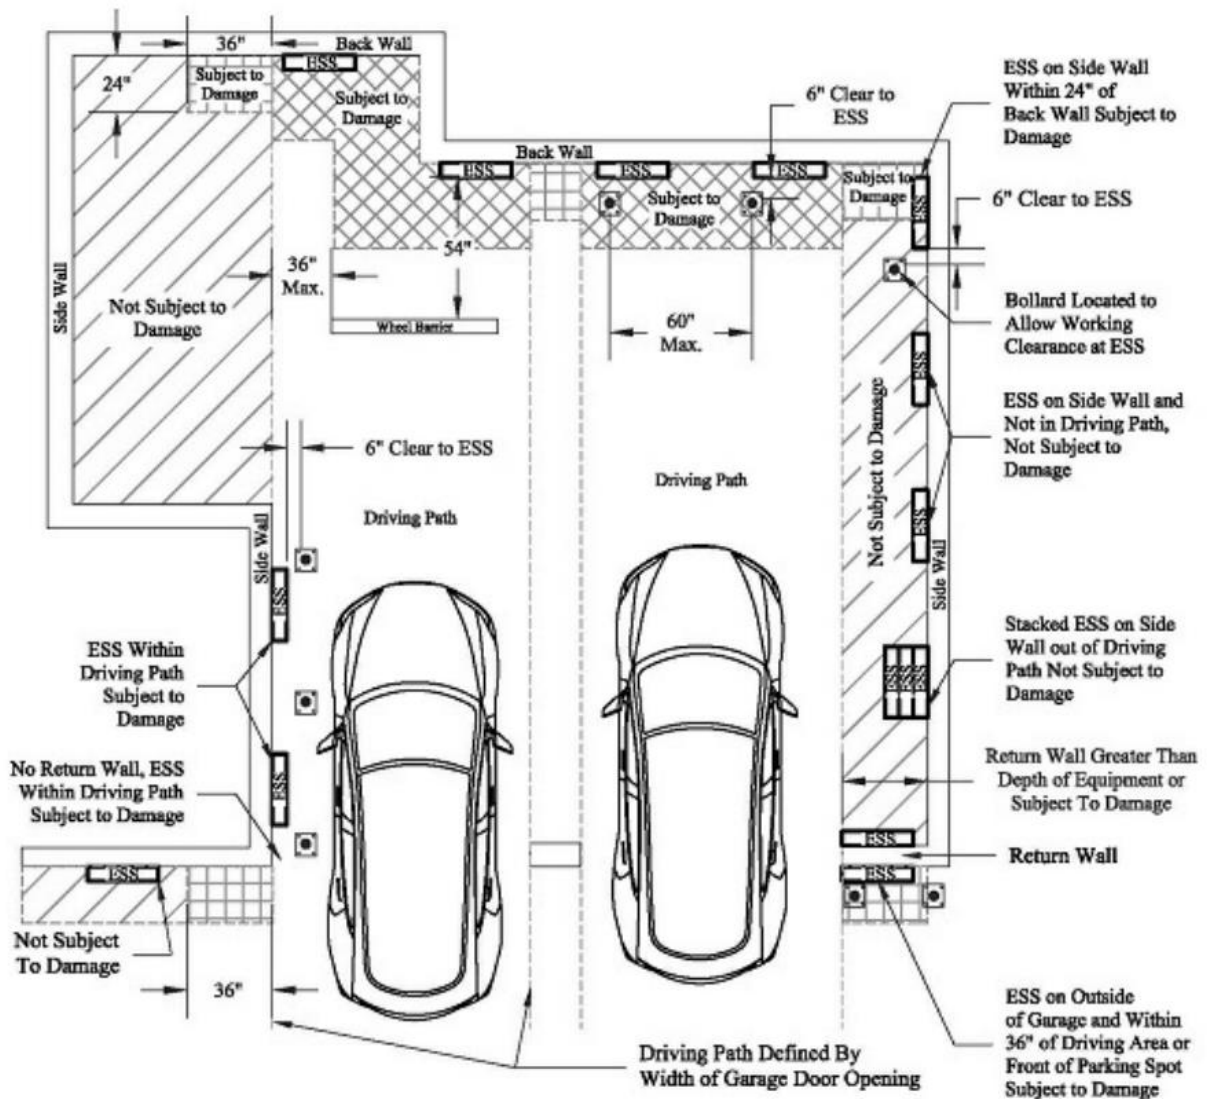 36"
Back Wall
ESS
24"
Subject to
Damage
Subject to
Damage
6" Clear to
ESS
ESS on Side Wall
Within 24" of
Back Wall Subject to
Damage
Back Wall
ESS
ESS
ESS
Subject to
Damage
Subject to
Damage
ESS
6" Clear to ESS
54"
36"
Max.
Side Wall
Not Subject to
Damage
Wheel Barrier
60"
Max.
Bollard Located to
Allow Working
Clearance at ESS
ESS
Not Subject to Damage
ESS on Side Wall and
Not in Driving Path,
Not Subject to
Damage
6" Clear to ESS
Driving Path
Driving Path
ESS
Side Wall
Side Wall
ESS
ESS Within
Driving Path
Subject to
Damage
ESS
ESS
ESS
Stacked ESS on Side
Wall out of Driving
Path Not Subject to
Damage
No Return Wall, ESS
Within Driving Path
Subject to Damage
ESS
Return Wall Greater Than
Depth of Equipment or
Subject To Damage
ESS
Return Wall
ESS
ESS
Not Subject
To Damage
36"
ESS on Outside
of Garage and Within
36" of Driving Area or
Front of Parking Spot
Subject to Damage
Driving Path Defined By
Width of Garage Door Opening